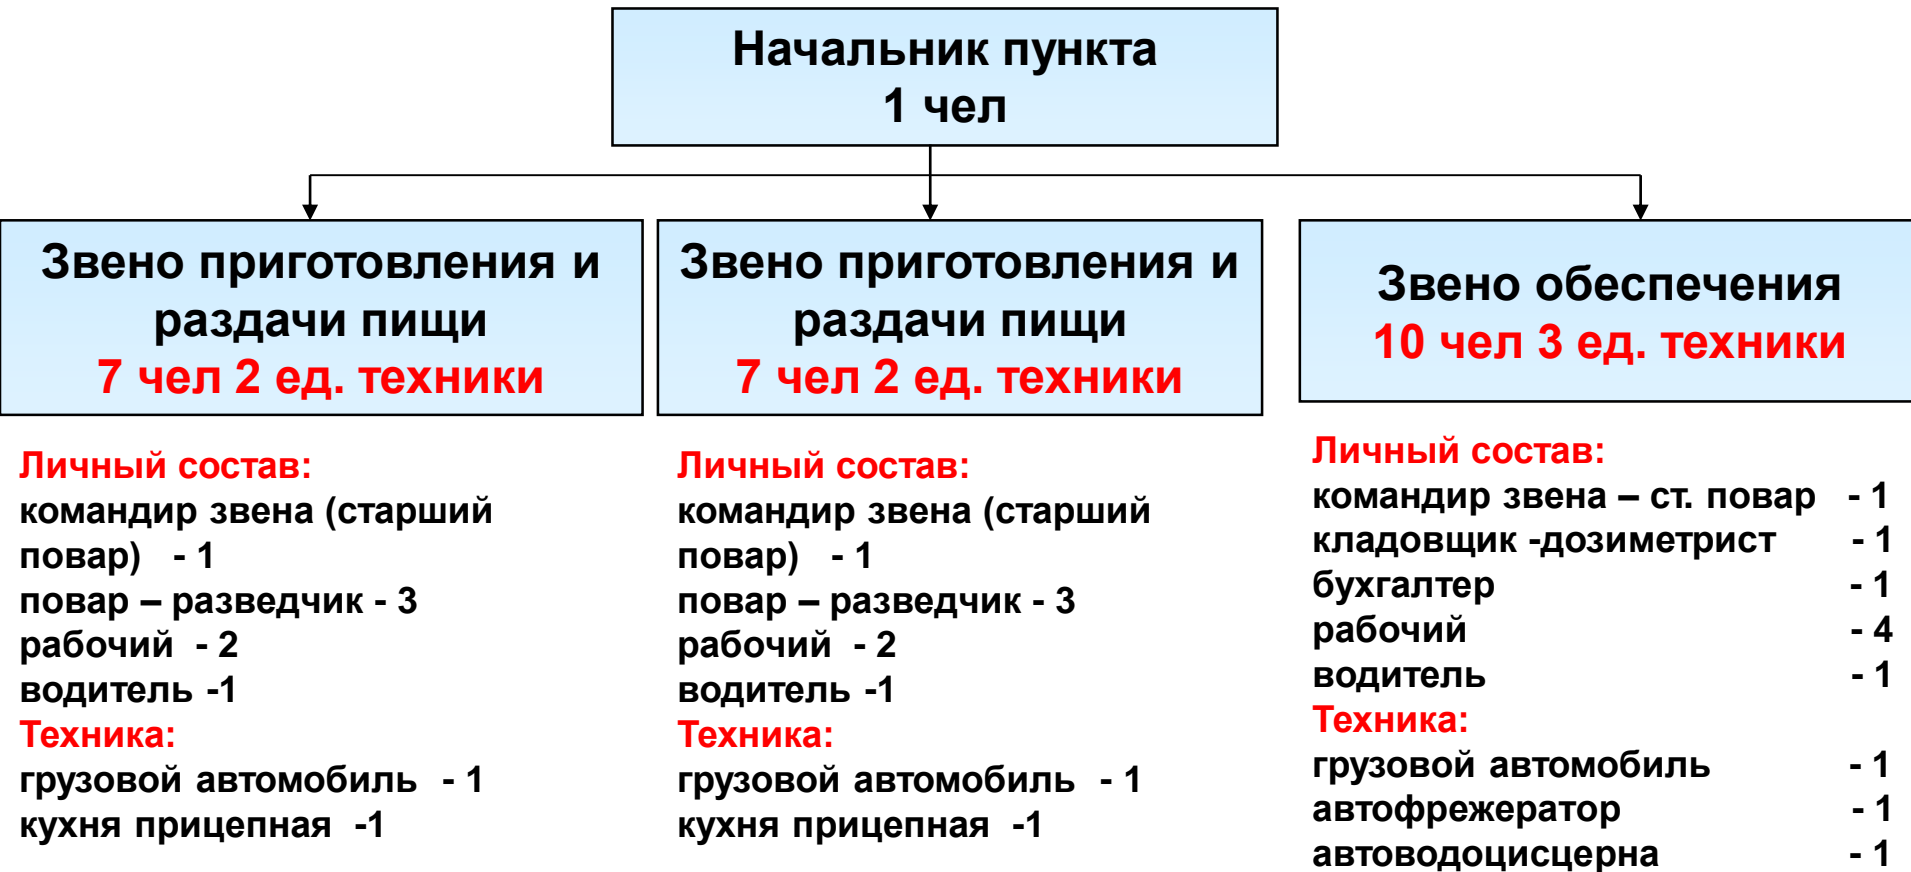 Начальник пункта
1 чел
Звено приготовления и
раздачи пищи
7 чел 2 ед. техники
Звено приготовления и
раздачи пищи
7 чел 2 ед. техники
Звено обеспечения
10 чел 3 ед. техники
Личный состав:
командир звена (старший
повар) - 1
повар – разведчик - 3
рабочий - 2
водитель -1
Техника:
грузовой автомобиль - 1
кухня прицепная -1
Личный состав:
командир звена (старший
повар) - 1
повар – разведчик - 3
рабочий - 2
водитель -1
Техника:
грузовой автомобиль - 1
кухня прицепная -1
Личный состав:
командир звена – ст. повар - 1
кладовщик -дозиметрист - 1
бухгалтер - 1
рабочий - 4
водитель - 1
Техника:
грузовой автомобиль - 1
автофрежератор - 1
автоводоцисцерна - 1